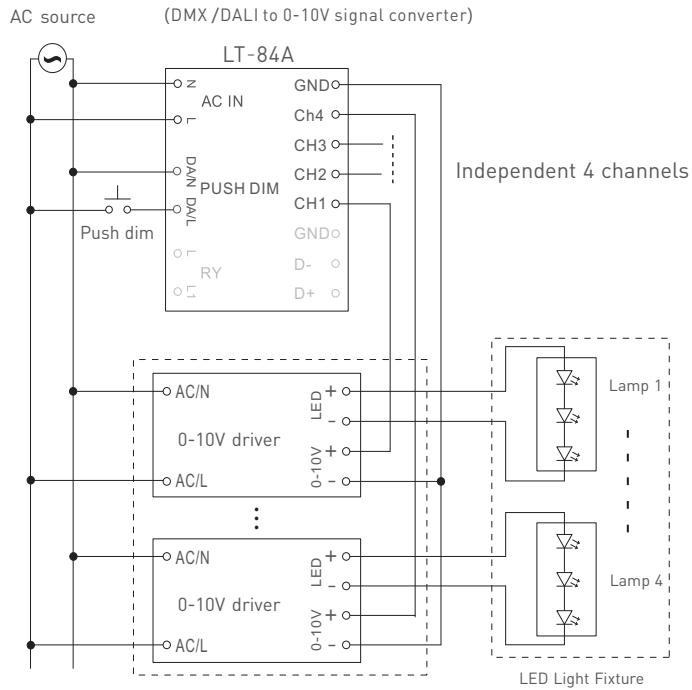 AC source
(DMX /DALI to 0-10V signal converter)
LT-84A
N
AC IN
L
DA/N
PUSH DIM
DA/L
Push dim
L
RY
L1
GND
Ch4
CH3
CH2
CH1
GND
D-
D+
Independent 4 channels
AC/N
0-10V driver
AC/L
LED
+
-
0-10V
+
-
AC/N
0-10V driver
AC/L
LED
+
-
0-10V
+
-
Lamp 1
Lamp 4
LED Light Fixture